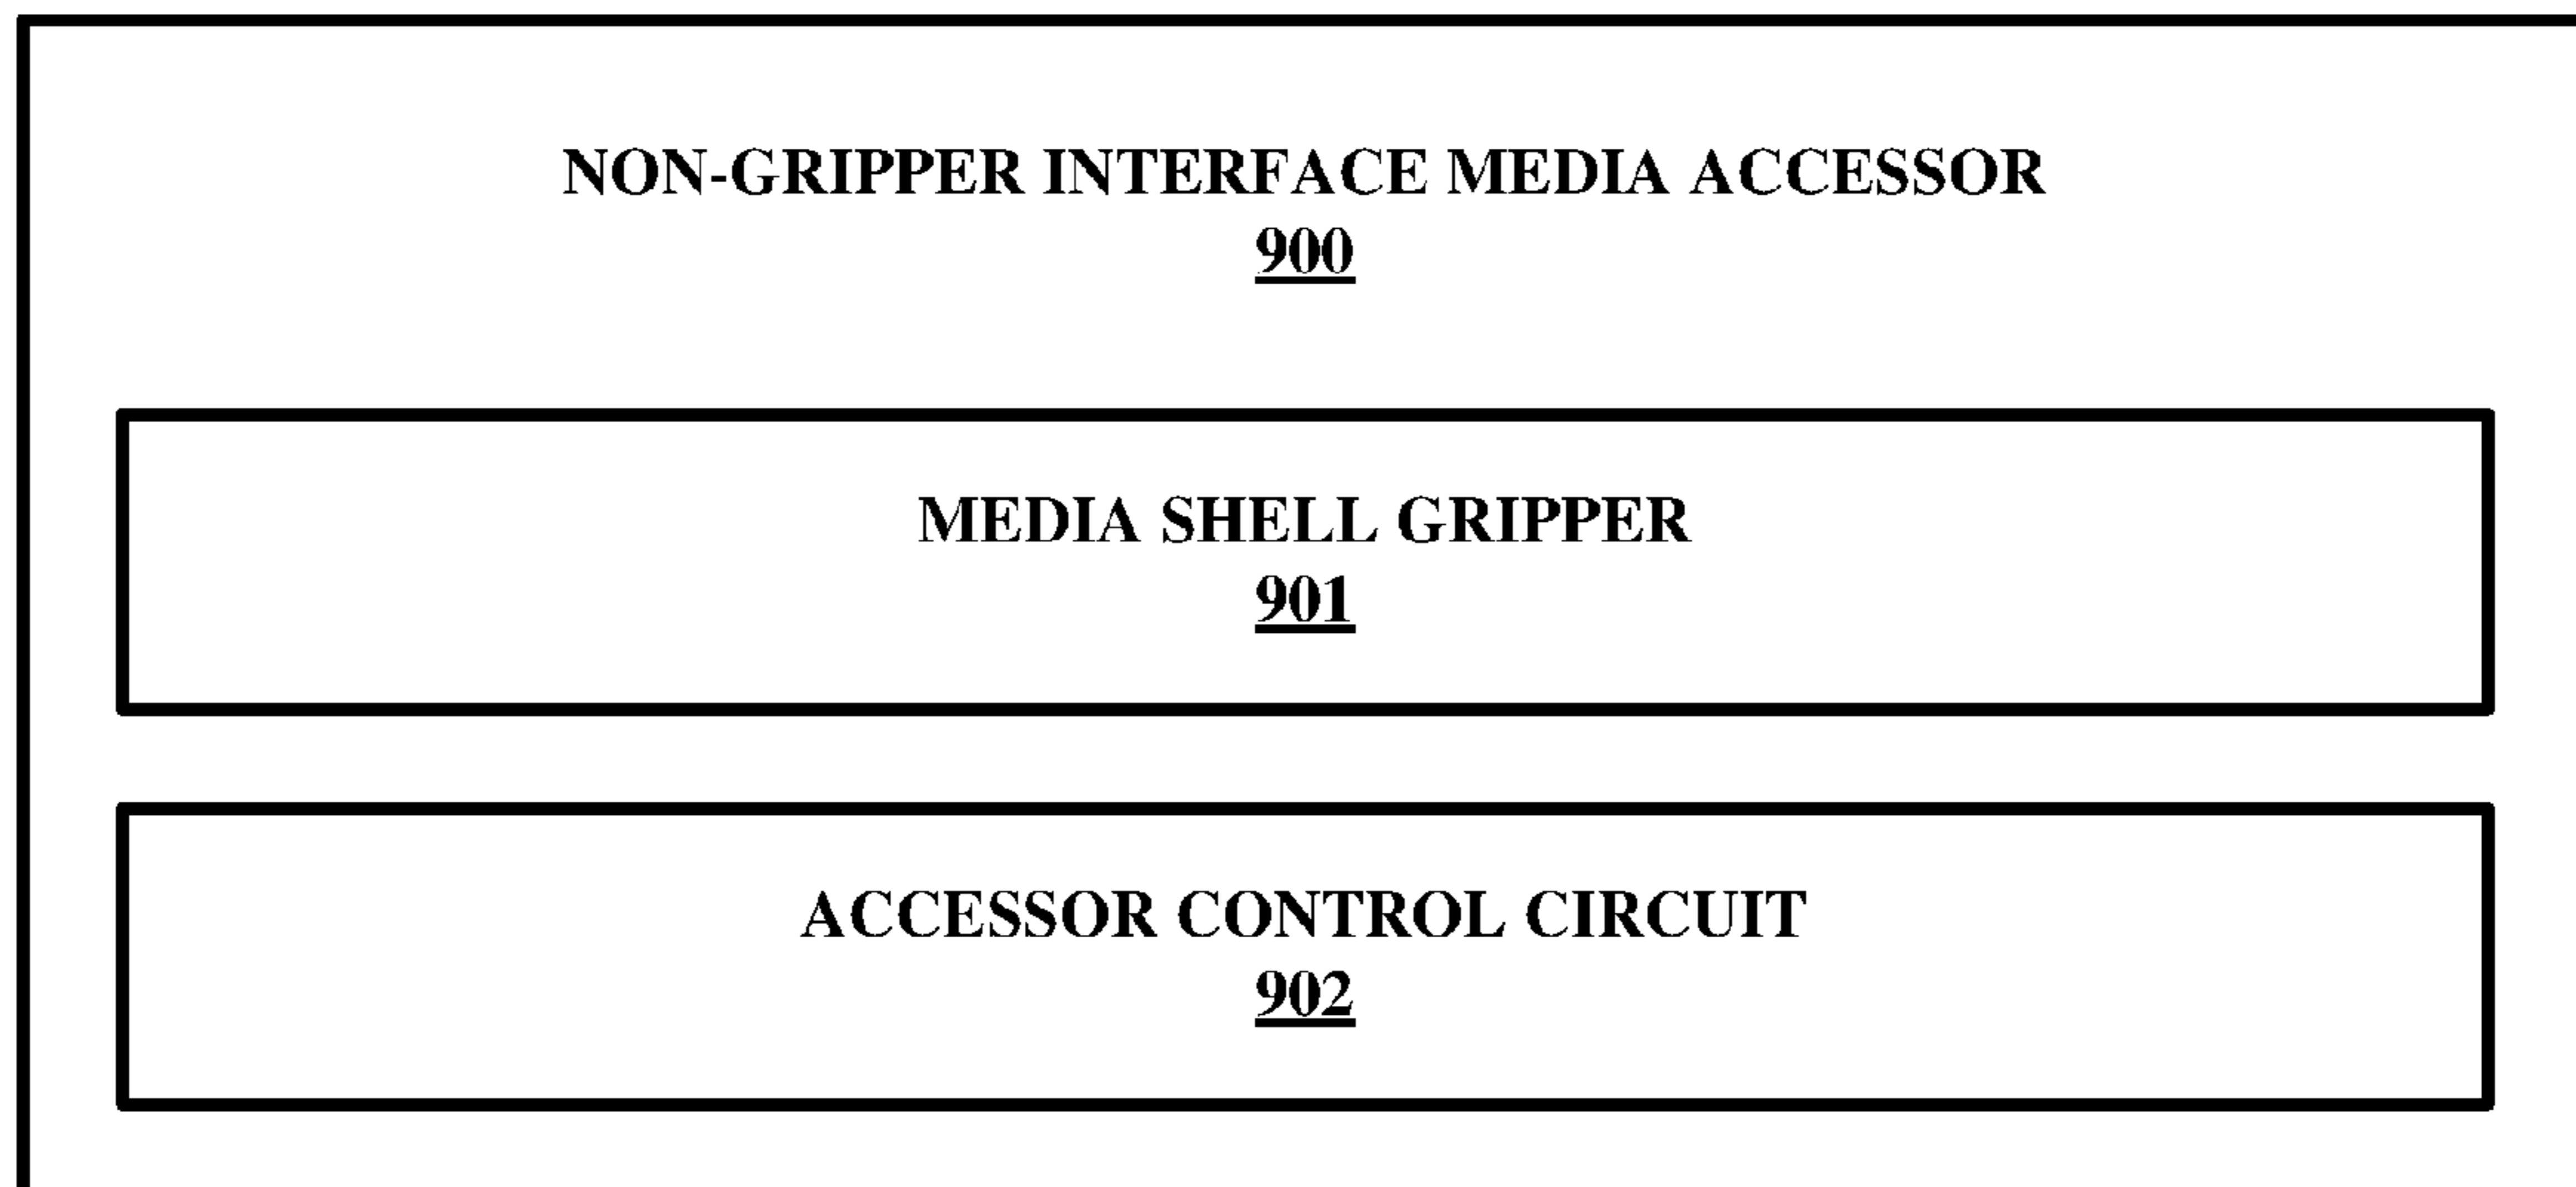 NON-GRIPPER INTERFACE MEDIA ACCESSOR
900
MEDIA SHELL GRIPPER
901
ACCESSOR CONTROL CIRCUIT
902